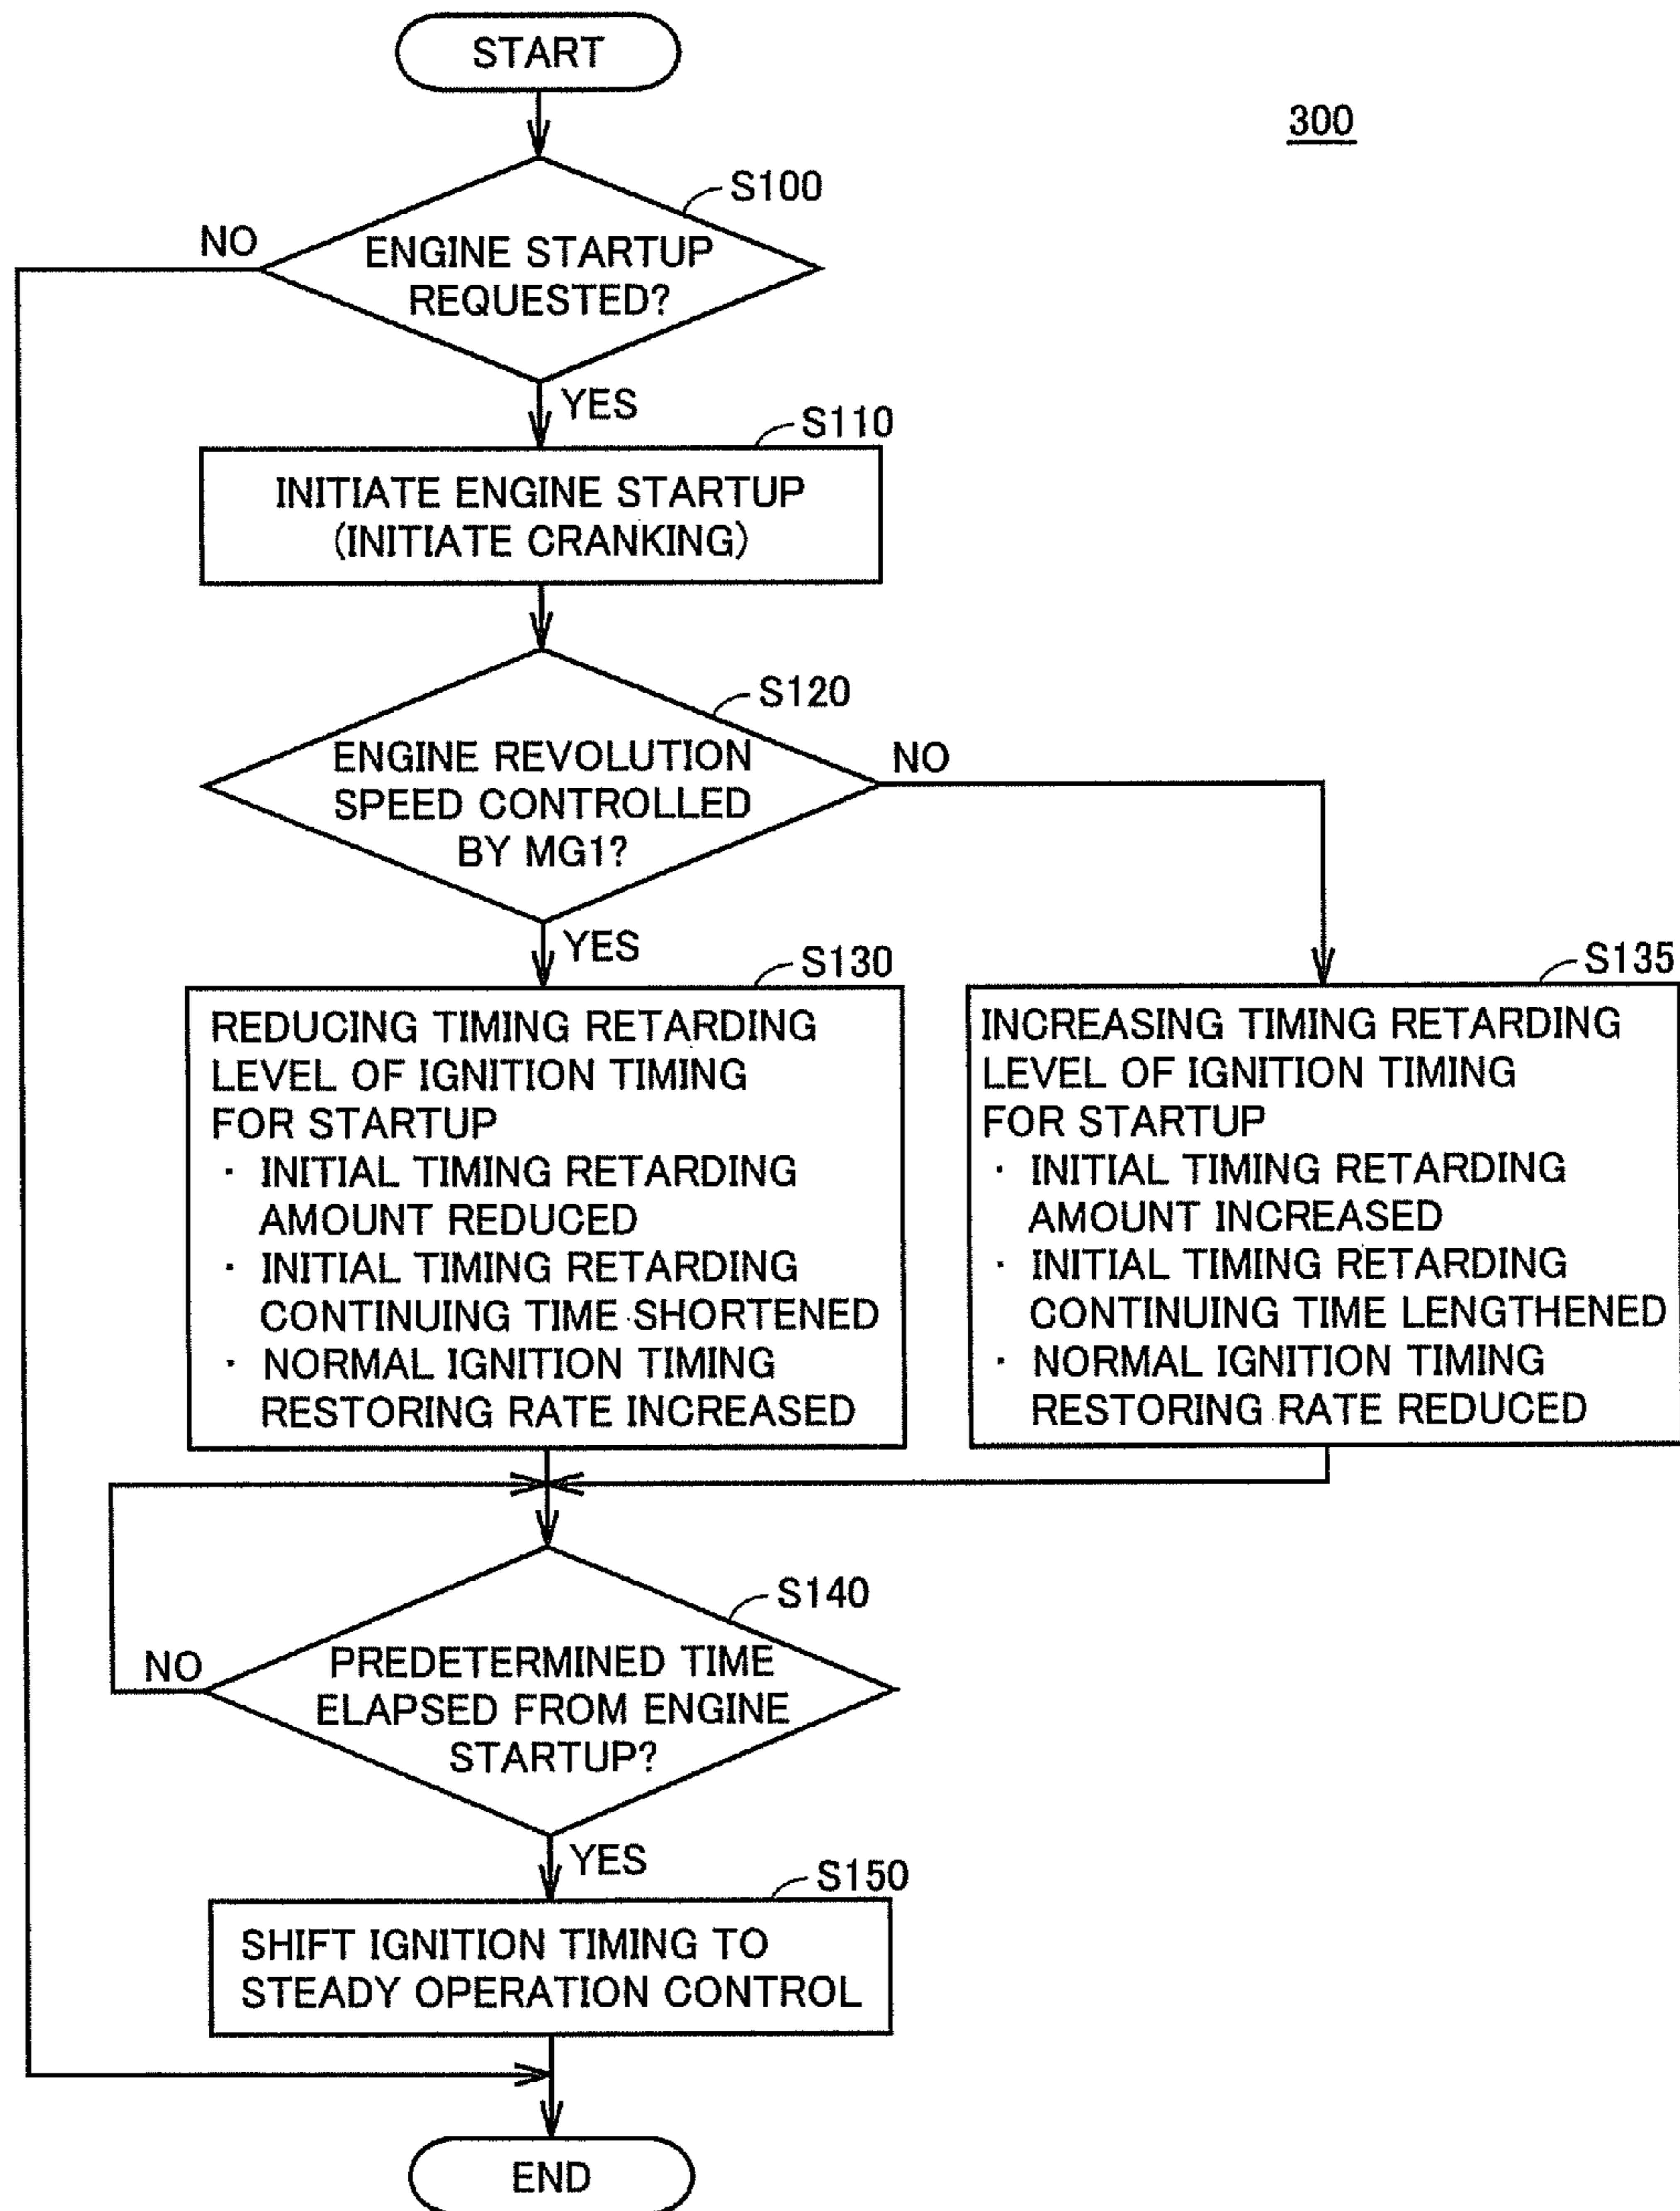 START
300
S100
NO
ENGINE STARTUP
REQUESTED?
YES
S110
INITIATE ENGINE STARTUP
(INITIATE CRANKING)
S120
ENGINE REVOLUTION
SPEED CONTROLLED
BY MG1?
NO
YES
S130
REDUCING TIMING RETARDING
LEVEL OF IGNITION TIMING
FOR STARTUP
· INITIAL TIMING RETARDING
AMOUNT REDUCED
· INITIAL TIMING RETARDING
CONTINUING TIME SHORTENED
· NORMAL IGNITION TIMING
RESTORING RATE INCREASED
S135
INCREASING TIMING RETARDING
LEVEL OF IGNITION TIMING
FOR STARTUP
· INITIAL TIMING RETARDING
AMOUNT INCREASED
· INITIAL TIMING RETARDING
CONTINUING TIME LENGTHENED
· NORMAL IGNITION TIMING
RESTORING RATE REDUCED
S140
NO
PREDETERMINED TIME
ELAPSED FROM ENGINE
STARTUP?
YES
S150
SHIFT IGNITION TIMING TO
STEADY OPERATION CONTROL
END